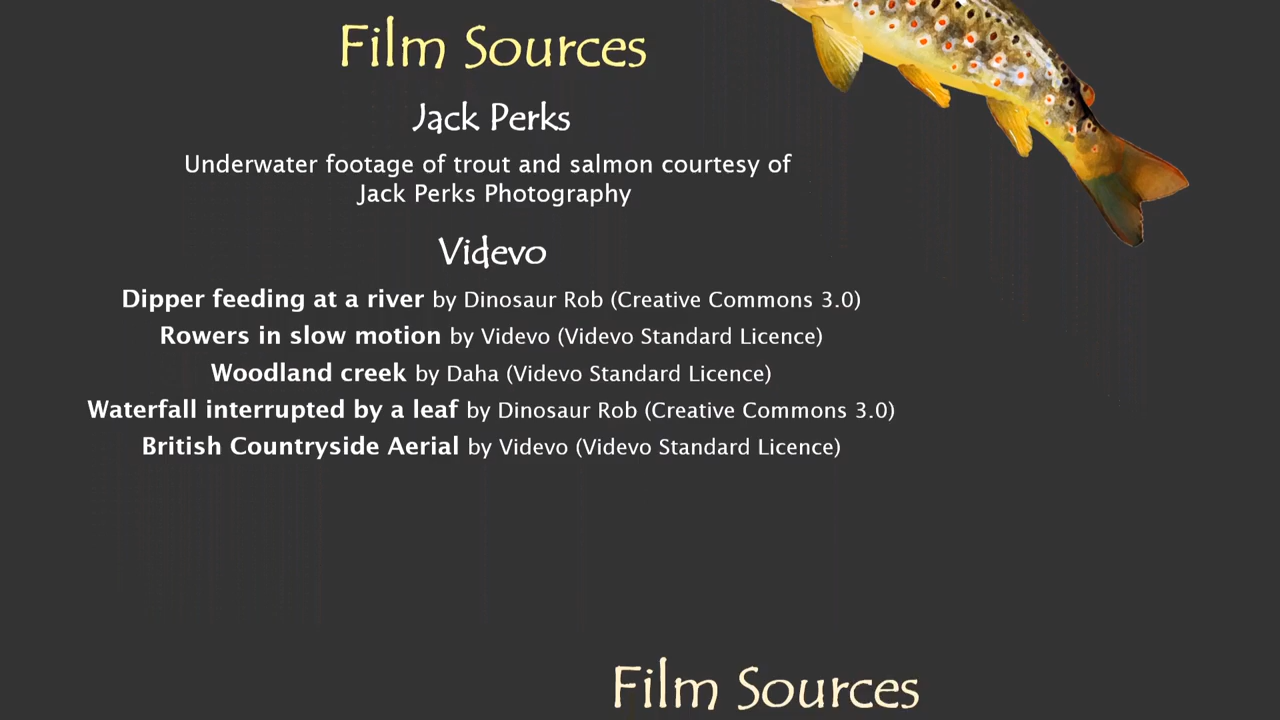 Film Sources
Jack Perks
Underwater footage of trout and salmon courtesy of
Jack Perks Photography
Videvo
Dipper feeding at a river by Dinosaur Rob (Creative Commons 3.0)
Rowers in slow motion by Videvo (Videvo Standard Licence)
Woodland creek by Daha (Videvo Standard Licence)
Waterfall interrupted by a leaf by Dinosaur Rob (Creative Commons 3.0)
British Countryside Aerial by Videvo (Videvo Standard Licence)
Film Sources